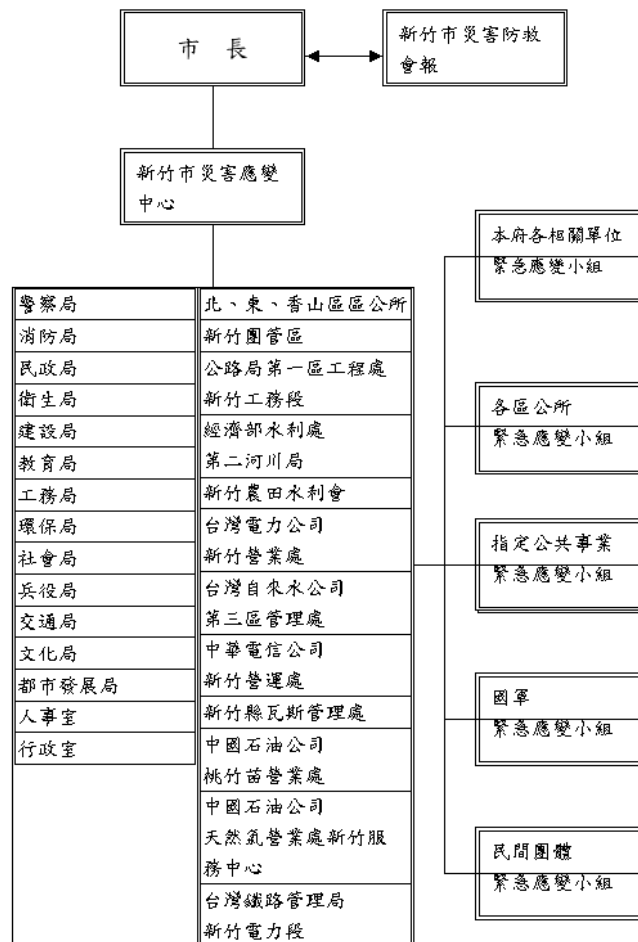 市 長
新竹市災害防救
會報
新竹市災害應變
中心
警察局
消防局
民政局
衛生局
建設局
教育局
工務局
環保局
社會局
兵役局
交通局
文化局
都市發展局
人事室
行政室
北、東、香山區區公所
新竹團管區
公路局第一區工程處
新竹工務段
經濟部水利處
第二河川局
新竹農田水利會
台灣電力公司
新竹營業處
台灣自來水公司
第三區管理處
中華電信公司
新竹營運處
新竹縣瓦斯管理處
中國石油公司
桃竹苗營業處
中國石油公司
天然氣營業處新竹服
務中心
台灣鐵路管理局
新竹電力段
本府各相關單位
緊急應變小組
各區公所
緊急應變小組
指定公共事業
緊急應變小組
國軍
緊急應變小組
民間團體
緊急應變小組